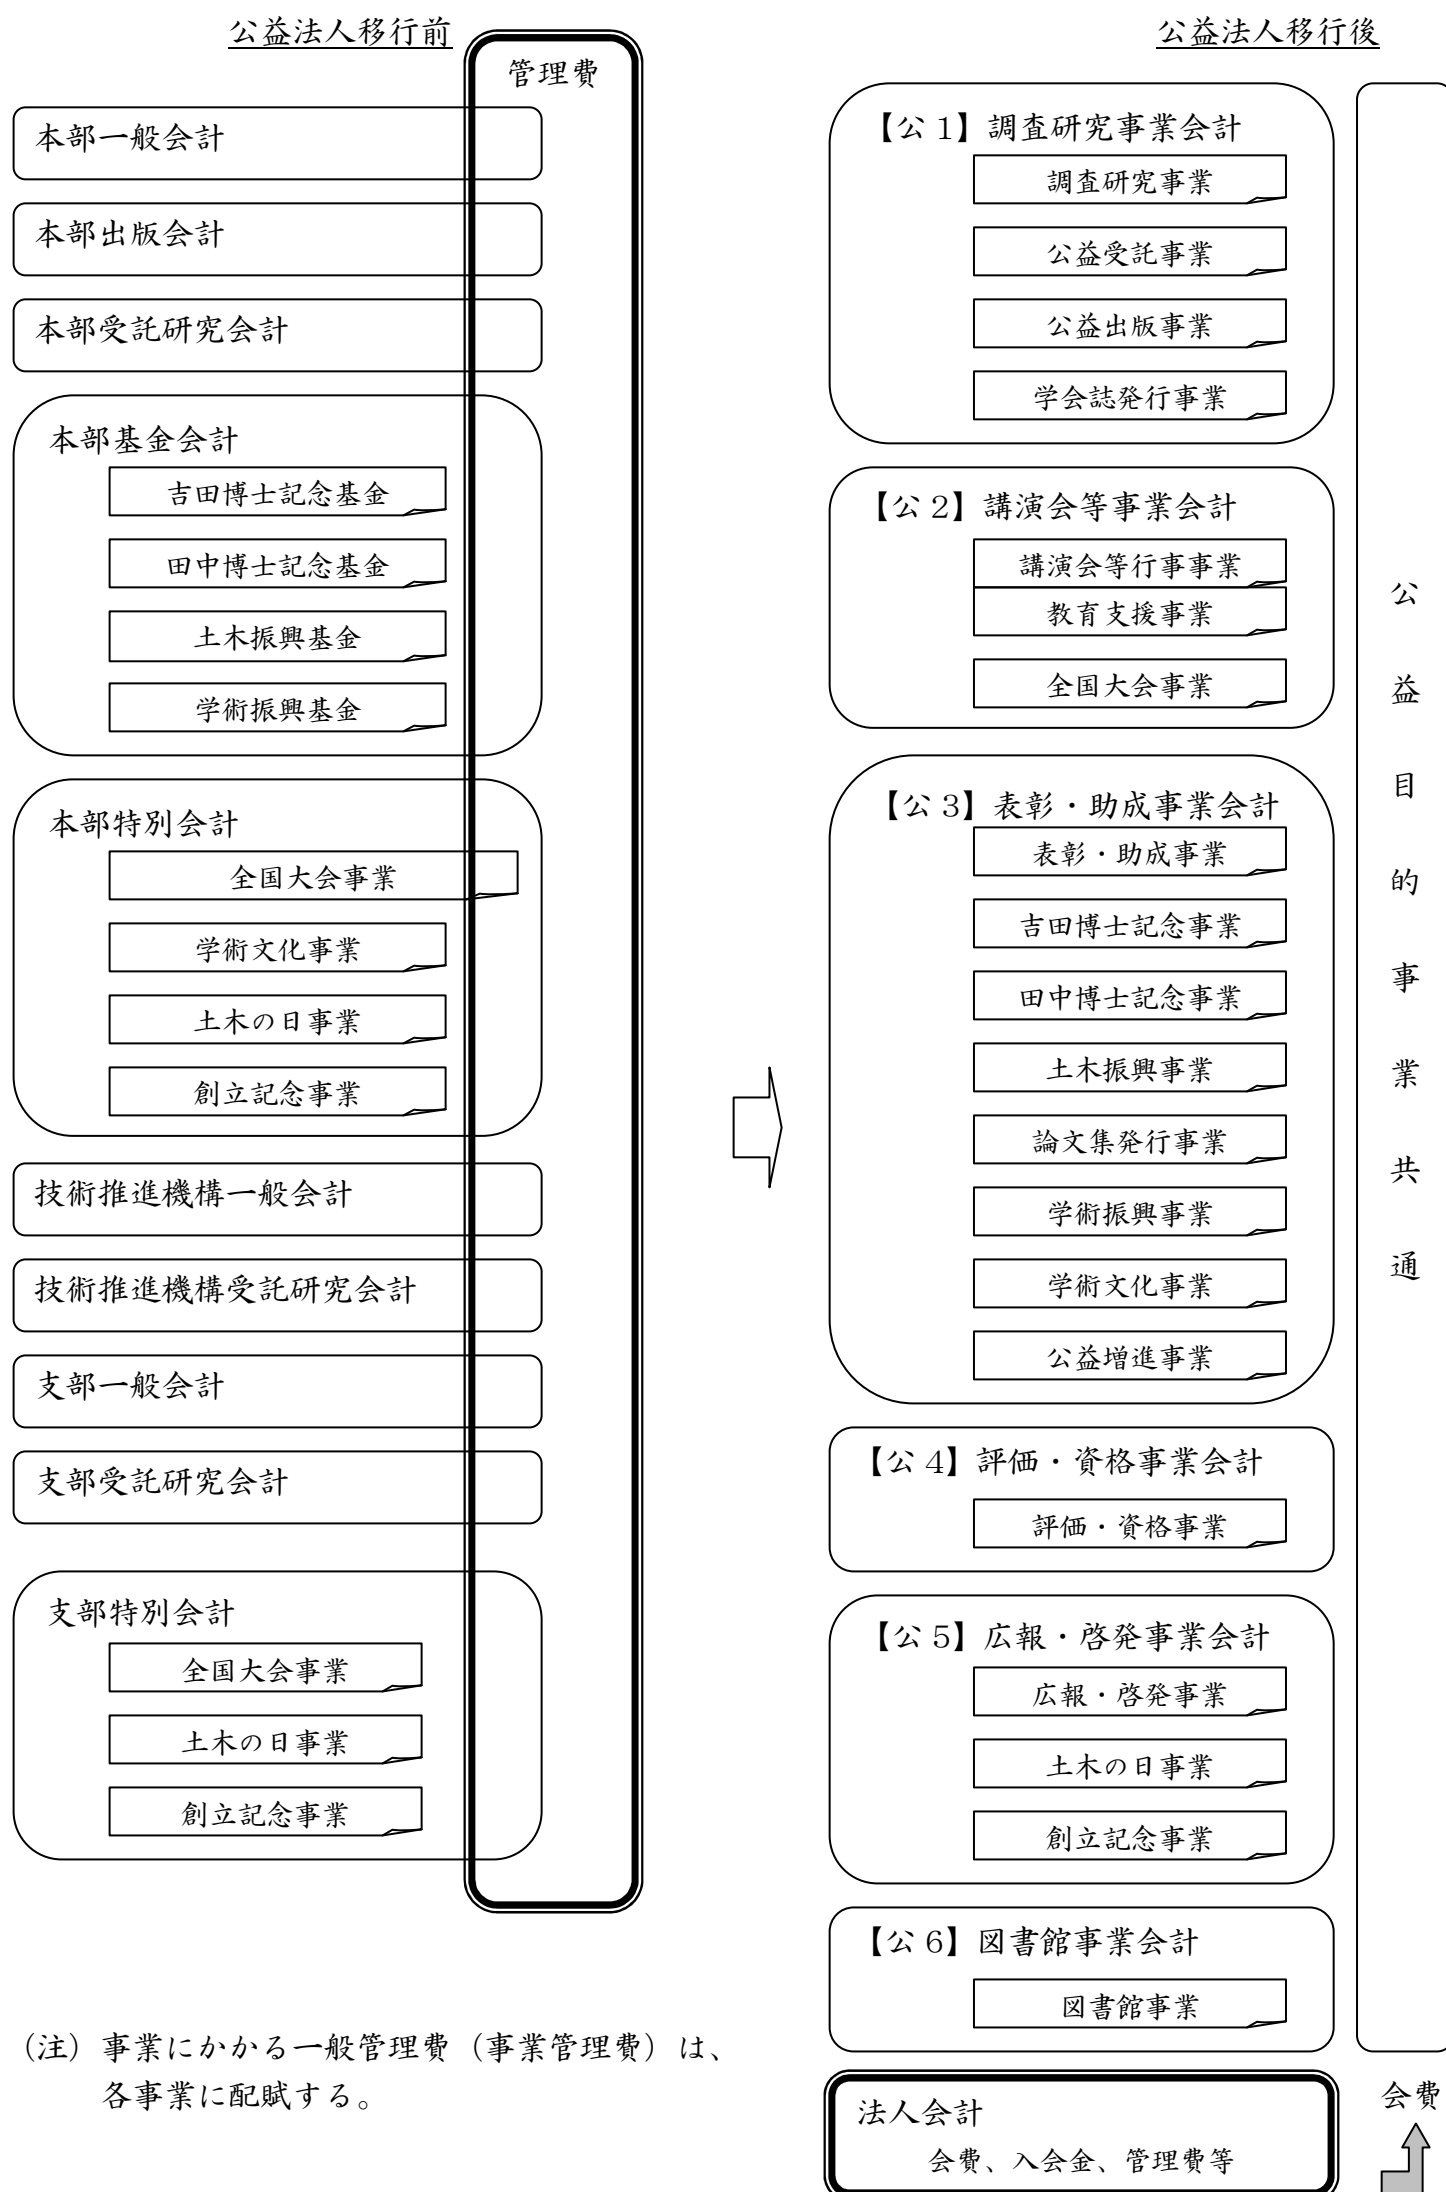 公益法人移行前
管理費
本部一般会計
本部出版会計
本部受託研究会計
本部基金会計
吉田博士記念基金
田中博士記念基金
土木振興基金
学術振興基金
本部特別会計
全国大会事業
学術文化事業
土木の日事業
創立記念事業
技術推進機構一般会計
技術推進機構受託研究会計
支部一般会計
支部受託研究会計
支部特別会計
全国大会事業
土木の日事業
創立記念事業
(注) 事業にかかる一般管理費(事業管理費)は、
各事業に配賦する。
公益法人移行後
【公 1】調査研究事業会計
調査研究事業
公益受託事業
公益出版事業
学会誌発行事業
【公 2】講演会等事業会計
講演会等行事事業
教育支援事業
全国大会事業
【公 3】表彰・助成事業会計
表彰・助成事業
吉田博士記念事業
田中博士記念事業
土木振興事業
論文集発行事業
学術振興事業
学術文化事業
公益増進事業
【公 4】評価・資格事業会計
評価・資格事業
【公 5】広報・啓発事業会計
広報・啓発事業
土木の日事業
創立記念事業
【公 6】図書館事業会計
図書館事業
法人会計
会費、入会金、管理費等
公益目的事業共通
会費